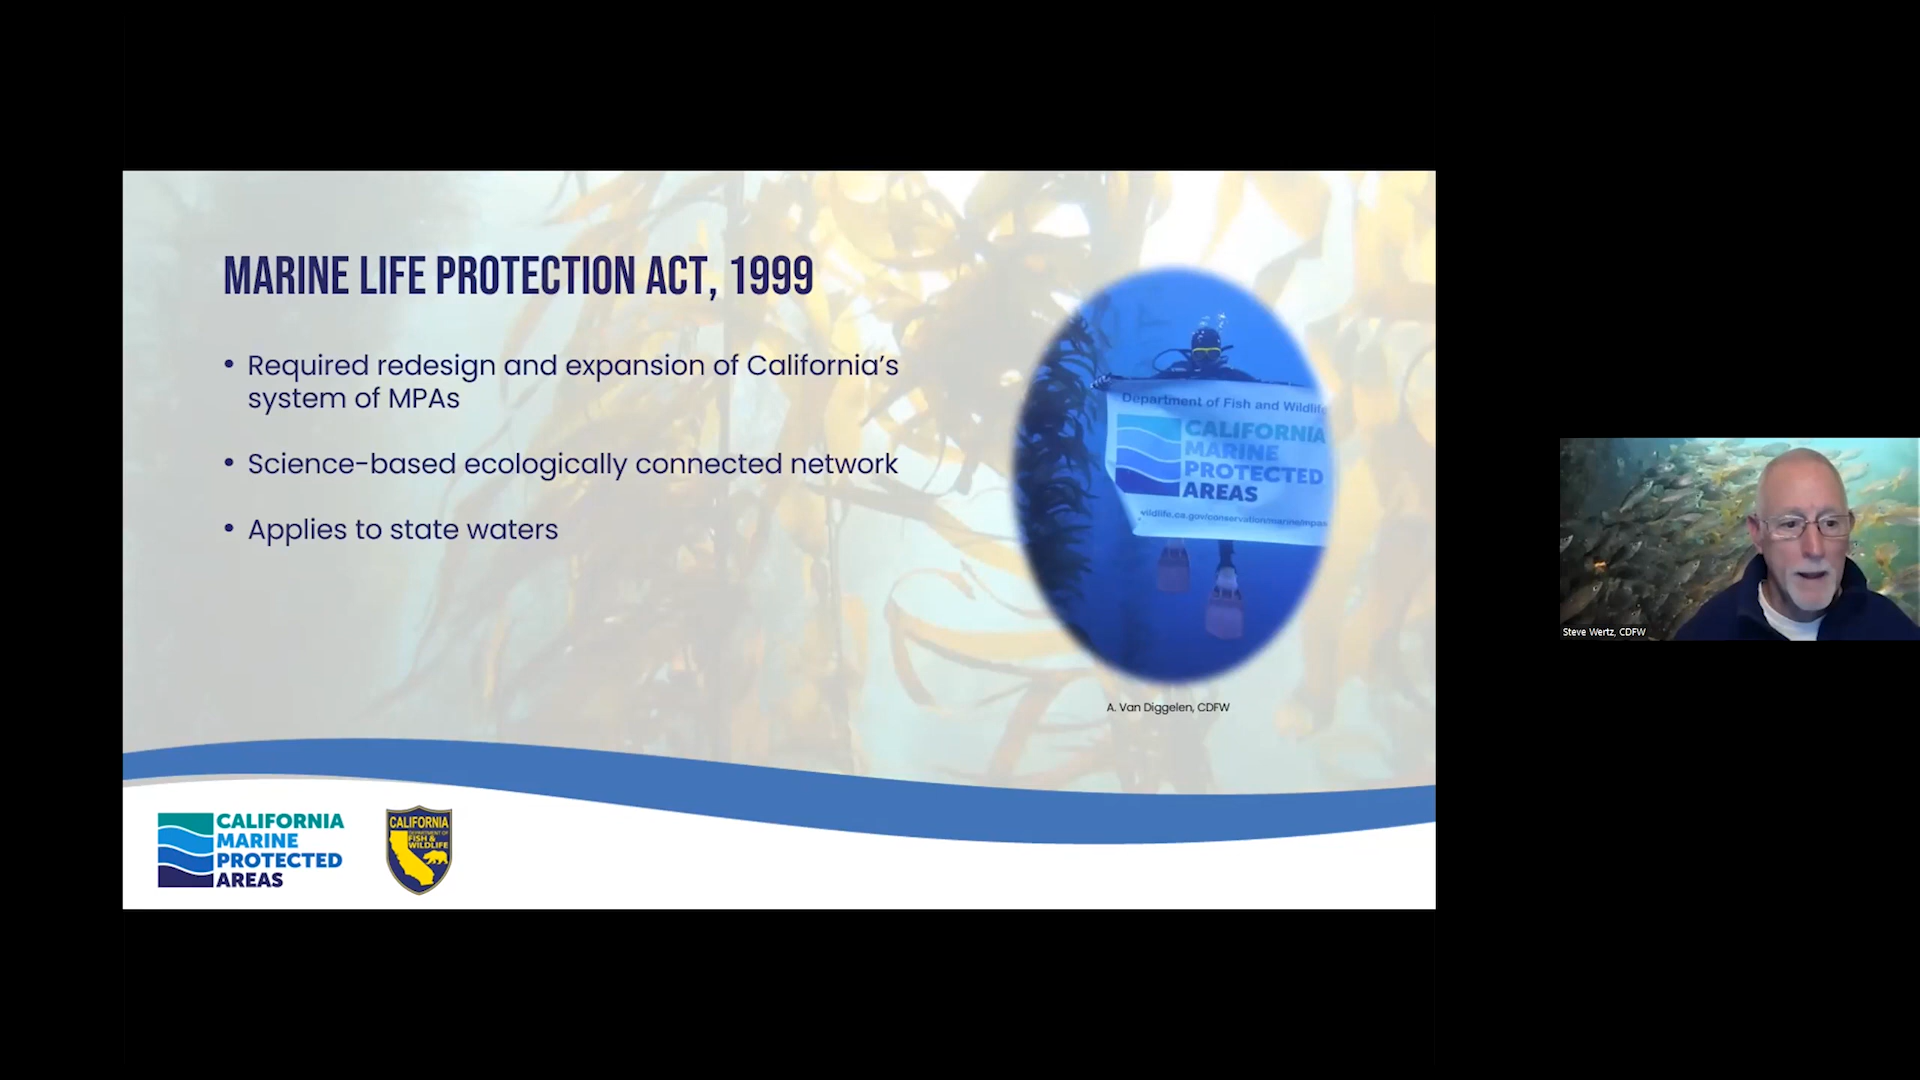 MARINE LIFE PROTECTION ACT, 1999
• Required redesign and expansion of California's
system of MPAs
• Science-based ecologically connected network
• Applies to state waters
Department of Fish and Wildlife
CALIFORNIA
MARINE
PROTECTED
AREAS
wildlife.ca.gov/conservation/marine/mpas
A. Van Diggelen, CDFW
CALIFORNIA
MARINE
PROTECTED
AREAS
CALIFORNIA
DEPARTMENT OF
FISH &
WILDLIFE
Steve Wertz, CDFW